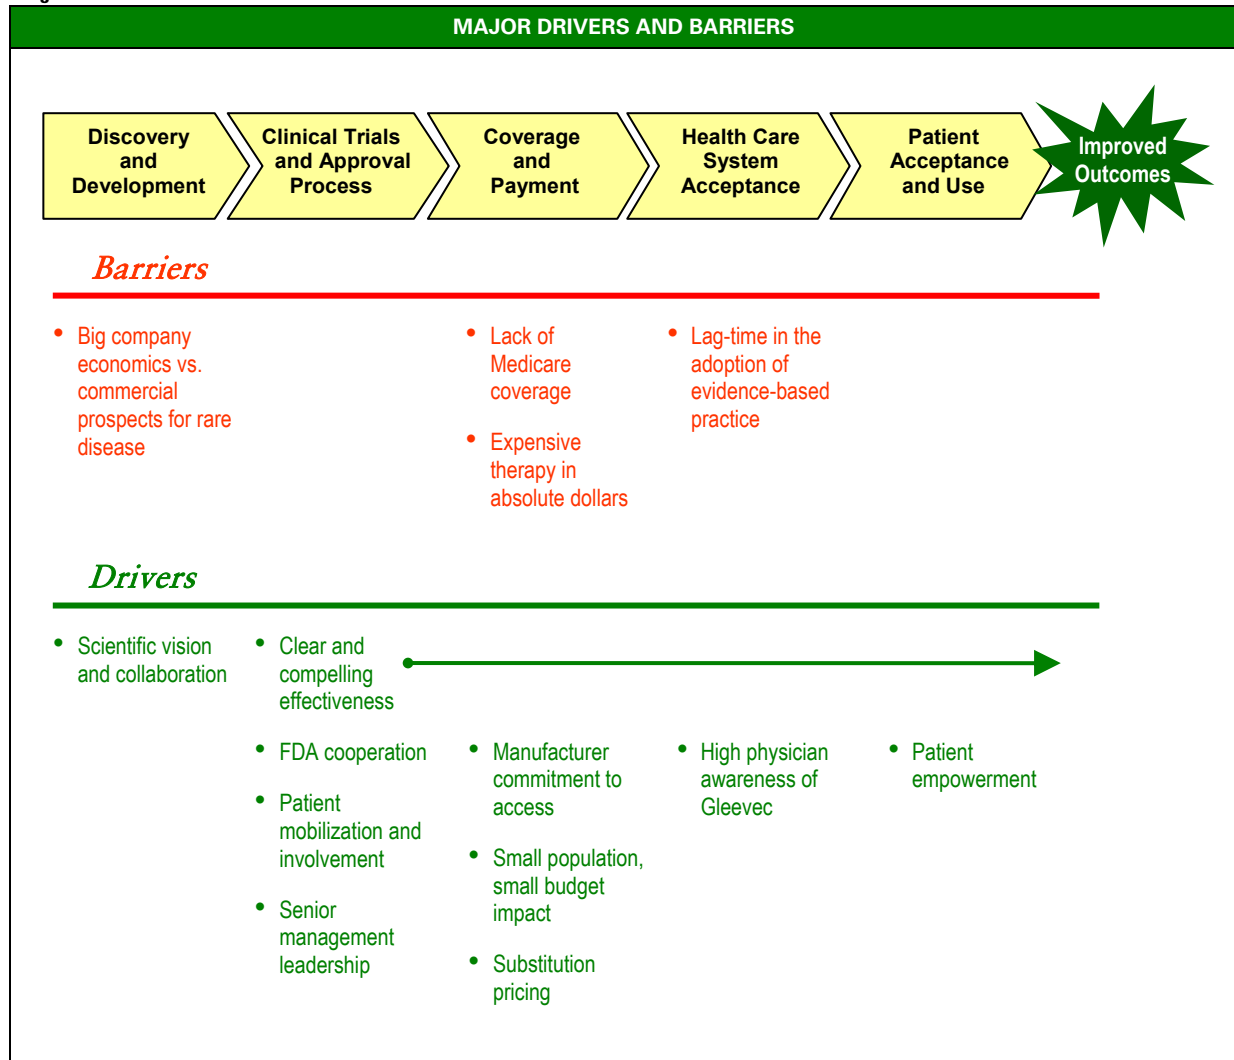 MAJOR DRIVERS AND BARRIERS
Discovery
and
Development
Clinical Trials
and Approval
Process
Coverage
and
Payment
Health Care
System
Acceptance
Patient
Acceptance
and Use
Improved
Outcomes
Barriers
• Big company
economics vs.
commercial
prospects for rare
disease
• Lack of
Medicare
coverage
• Expensive
therapy in
absolute dollars
• Lag-time in the
adoption of
evidence-based
practice
Drivers
• Scientific vision
and collaboration
• Clear and
compelling
effectiveness
• FDA cooperation
• Patient
mobilization and
involvement
• Senior
management
leadership
• Manufacturer
commitment to
access
• Small population,
small budget
impact
• Substitution
pricing
• High physician
awareness of
Gleevec
• Patient
empowerment